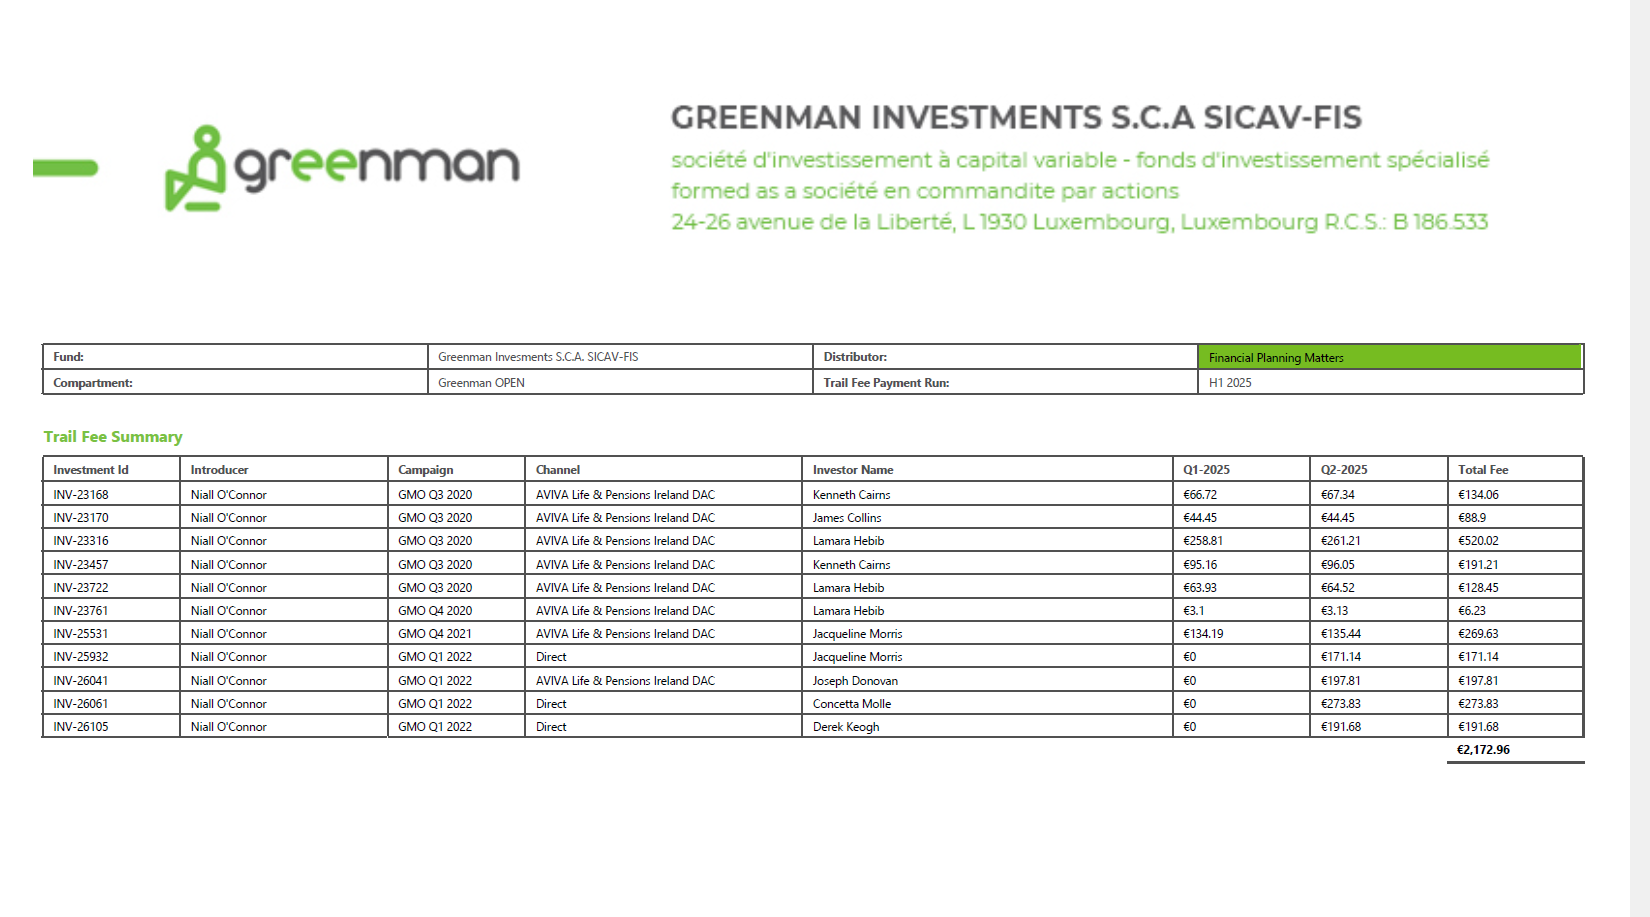 greenman
GREENMAN INVESTMENTS S.C.A SICAV-FIS
société d'investissement à capital variable - fonds d'investissement spécialisé
formed as a société en commandite par actions
24-26 avenue de la Liberté, L 1930 Luxembourg, Luxembourg R.C.S.: B 186.533
Fund: Greenman Invesments S.C.A. SICAV-FIS Distributor: Financial Planning Matters
Compartment: Greenman OPEN Trail Fee Payment Run: H1 2025
Trail Fee Summary
Investment Id Introducer Campaign Channel Investor Name Q1-2025 Q2-2025 Total Fee
INV-23168 Niall O'Connor GMO Q3 2020 AVIVA Life & Pensions Ireland DAC Kenneth Cairns €66.72 €67.34 €134.06
INV-23170 Niall O'Connor GMO Q3 2020 AVIVA Life & Pensions Ireland DAC James Collins €44.45 €44.45 €88.9
INV-23316 Niall O'Connor GMO Q3 2020 AVIVA Life & Pensions Ireland DAC Lamara Hebib €258.81 €261.21 €520.02
INV-23457 Niall O'Connor GMO Q3 2020 AVIVA Life & Pensions Ireland DAC Kenneth Cairns €95.16 €96.05 €191.21
INV-23722 Niall O'Connor GMO Q3 2020 AVIVA Life & Pensions Ireland DAC Lamara Hebib €63.93 €64.52 €128.45
INV-23761 Niall O'Connor GMO Q4 2020 AVIVA Life & Pensions Ireland DAC Lamara Hebib €3.1 €3.13 €6.23
INV-25531 Niall O'Connor GMO Q4 2021 AVIVA Life & Pensions Ireland DAC Jacqueline Morris €134.19 €135.44 €269.63
INV-25932 Niall O'Connor GMO Q1 2022 Direct Jacqueline Morris €0 €171.14 €171.14
INV-26041 Niall O'Connor GMO Q1 2022 AVIVA Life & Pensions Ireland DAC Joseph Donovan €0 €197.81 €197.81
INV-26061 Niall O'Connor GMO Q1 2022 Direct Concetta Molle €0 €273.83 €273.83
INV-26105 Niall O'Connor GMO Q1 2022 Direct Derek Keogh €0 €191.68 €191.68
€2,172.96